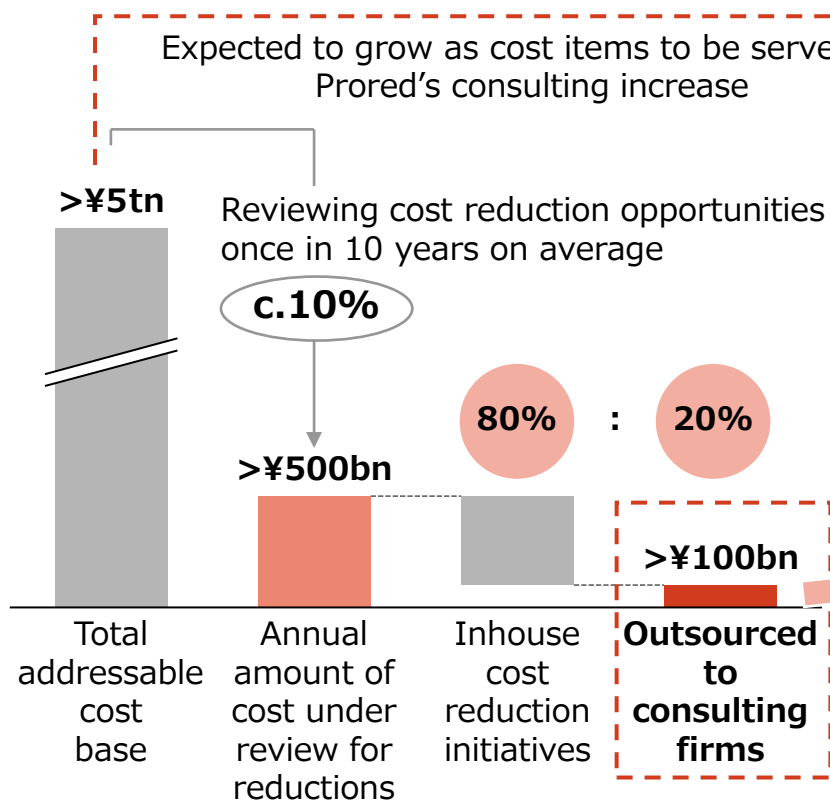 Expected to grow as cost items to be serve
Prored’s consulting increase
>¥5tn
Reviewing cost reduction opportunities
once in 10 years on average
c.10%
80% : 20%
>¥500bn
>¥100bn
Total
addressable
cost
base
Annual
amount of
cost under
review for
reductions
Inhouse
cost
reduction
initiatives
Outsourced
to
consulting
firms